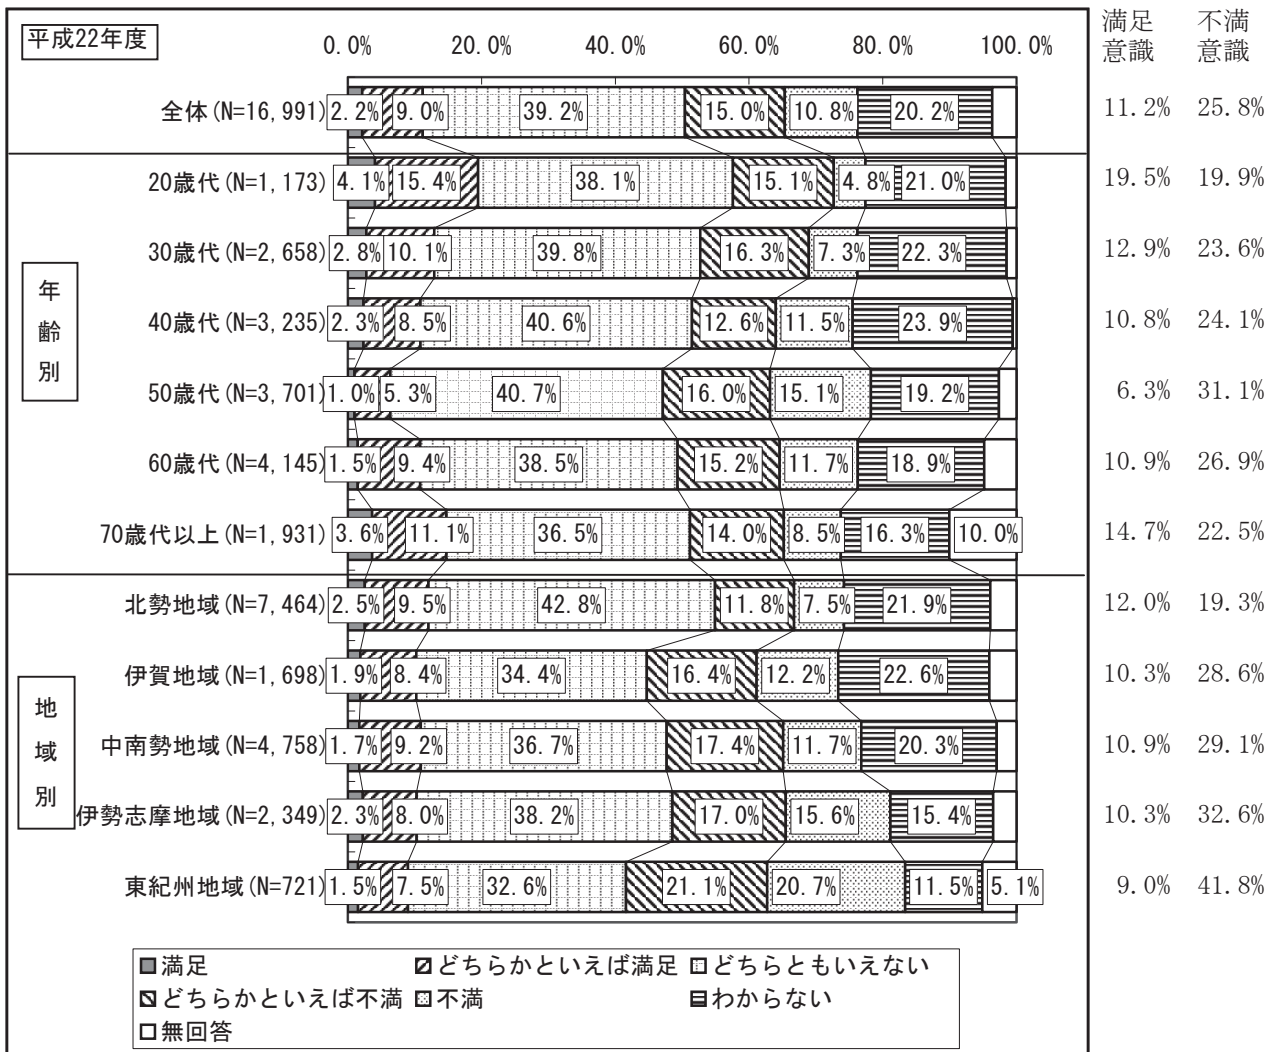 平成22年度
0.0% 20.0% 40.0% 60.0% 80.0% 100.0%
満足意識 不満意識
全体(N=16,991) 2.2% 9.0% 39.2% 15.0% 10.8% 20.2% 11.2% 25.8%
年齢別
20歳代(N=1,173) 4.1% 15.4% 38.1% 15.1% 4.8% 21.0% 19.5% 19.9%
30歳代(N=2,658) 2.8% 10.1% 39.8% 16.3% 7.3% 22.3% 12.9% 23.6%
40歳代(N=3,235) 2.3% 8.5% 40.6% 12.6% 11.5% 23.9% 10.8% 24.1%
50歳代(N=3,701) 1.0% 5.3% 40.7% 16.0% 15.1% 19.2% 6.3% 31.1%
60歳代(N=4,145) 1.5% 9.4% 38.5% 15.2% 11.7% 18.9% 10.9% 26.9%
70歳代以上(N=1,931) 3.6% 11.1% 36.5% 14.0% 8.5% 16.3% 10.0% 14.7% 22.5%
地域別
北勢地域(N=7,464) 2.5% 9.5% 42.8% 11.8% 7.5% 21.9% 12.0% 19.3%
伊賀地域(N=1,698) 1.9% 8.4% 34.4% 16.4% 12.2% 22.6% 10.3% 28.6%
中南勢地域(N=4,758) 1.7% 9.2% 36.7% 17.4% 11.7% 20.3% 10.9% 29.1%
伊勢志摩地域(N=2,349) 2.3% 8.0% 38.2% 17.0% 15.6% 15.4% 10.3% 32.6%
東紀州地域(N=721) 1.5% 7.5% 32.6% 21.1% 20.7% 11.5% 5.1% 9.0% 41.8%
満足 どちらかといえば満足 どちらともいえない
どちらかといえば不満 不満 わからない
無回答